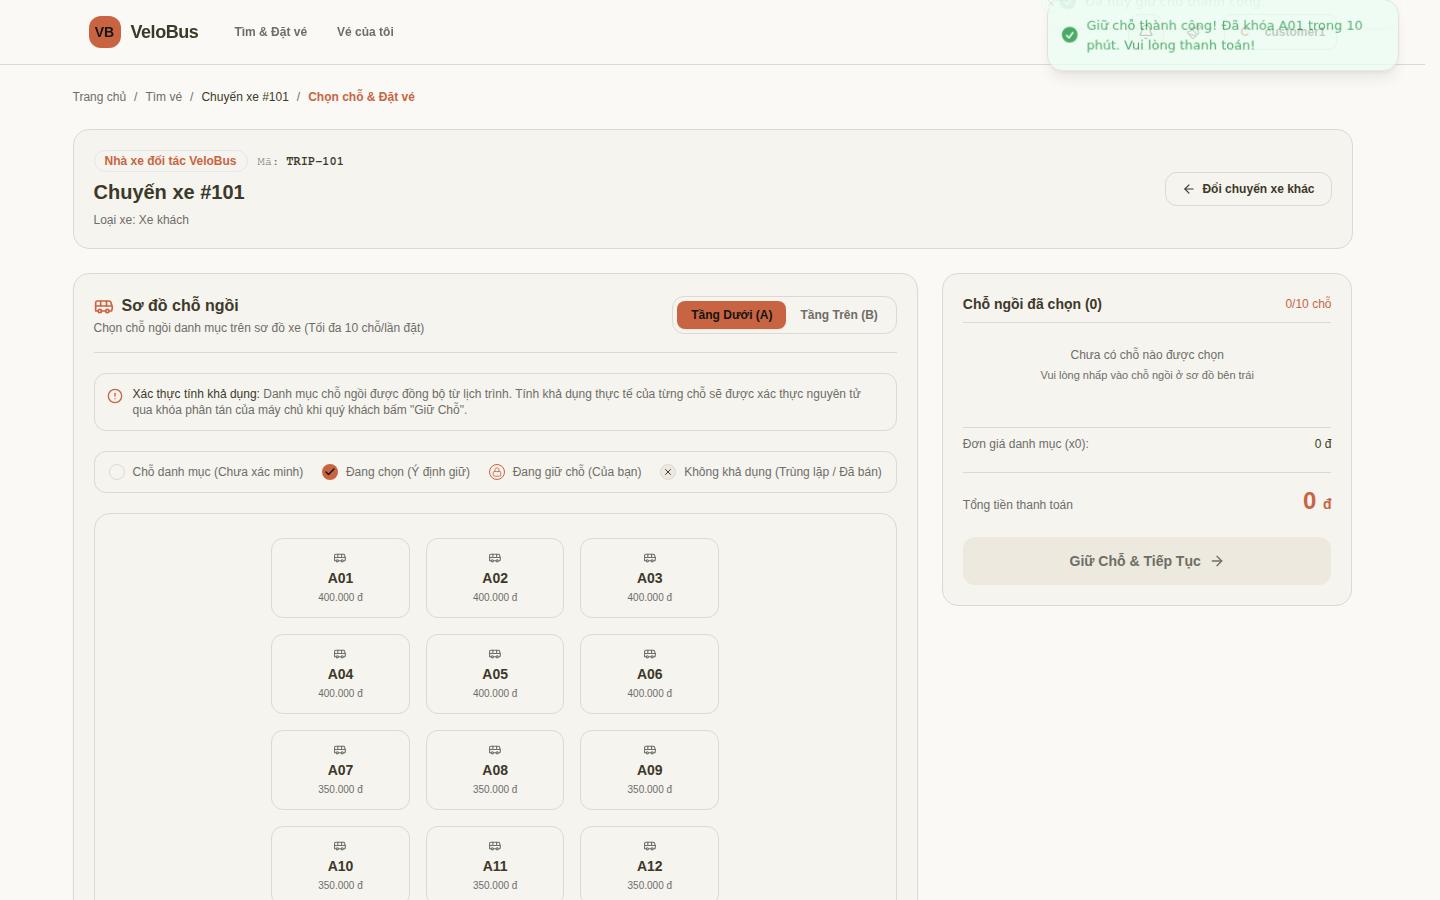 VB VeloBus Tìm & Đặt vé Vé của tôi
Đã hủy giữ chỗ thành công
Giữ chỗ thành công! Đã khóa A01 trong 10
phút. Vui lòng thanh toán!
C customer1
Trang chủ / Tìm vé / Chuyến xe #101 / Chọn chỗ & Đặt vé
Nhà xe đối tác VeloBus Mã: TRIP-101
Chuyến xe #101
Loại xe: Xe khách
Đổi chuyến xe khác
Sơ đồ chỗ ngồi
Chọn chỗ ngồi danh mục trên sơ đồ xe (Tối đa 10 chỗ/lần đặt)
Tầng Dưới (A) Tầng Trên (B)
Xác thực tính khả dụng: Danh mục chỗ ngồi được đồng bộ từ lịch trình. Tính khả dụng thực tế của từng chỗ sẽ được xác thực nguyên tử
qua khóa phân tán của máy chủ khi quý khách bấm "Giữ Chỗ".
Chỗ danh mục (Chưa xác minh) Đang chọn (Ý định giữ) Đang giữ chỗ (Của bạn) Không khả dụng (Trùng lặp / Đã bán)
A01 A02 A03
400.000 đ 400.000 đ 400.000 đ
A04 A05 A06
400.000 đ 400.000 đ 400.000 đ
A07 A08 A09
350.000 đ 350.000 đ 350.000 đ
A10 A11 A12
350.000 đ 350.000 đ 350.000 đ
Chỗ ngồi đã chọn (0) 0/10 chỗ
Chưa có chỗ nào được chọn
Vui lòng nhấp vào chỗ ngồi ở sơ đồ bên trái
Đơn giá danh mục (x0): 0 đ
Tổng tiền thanh toán 0 đ
Giữ Chỗ & Tiếp Tục